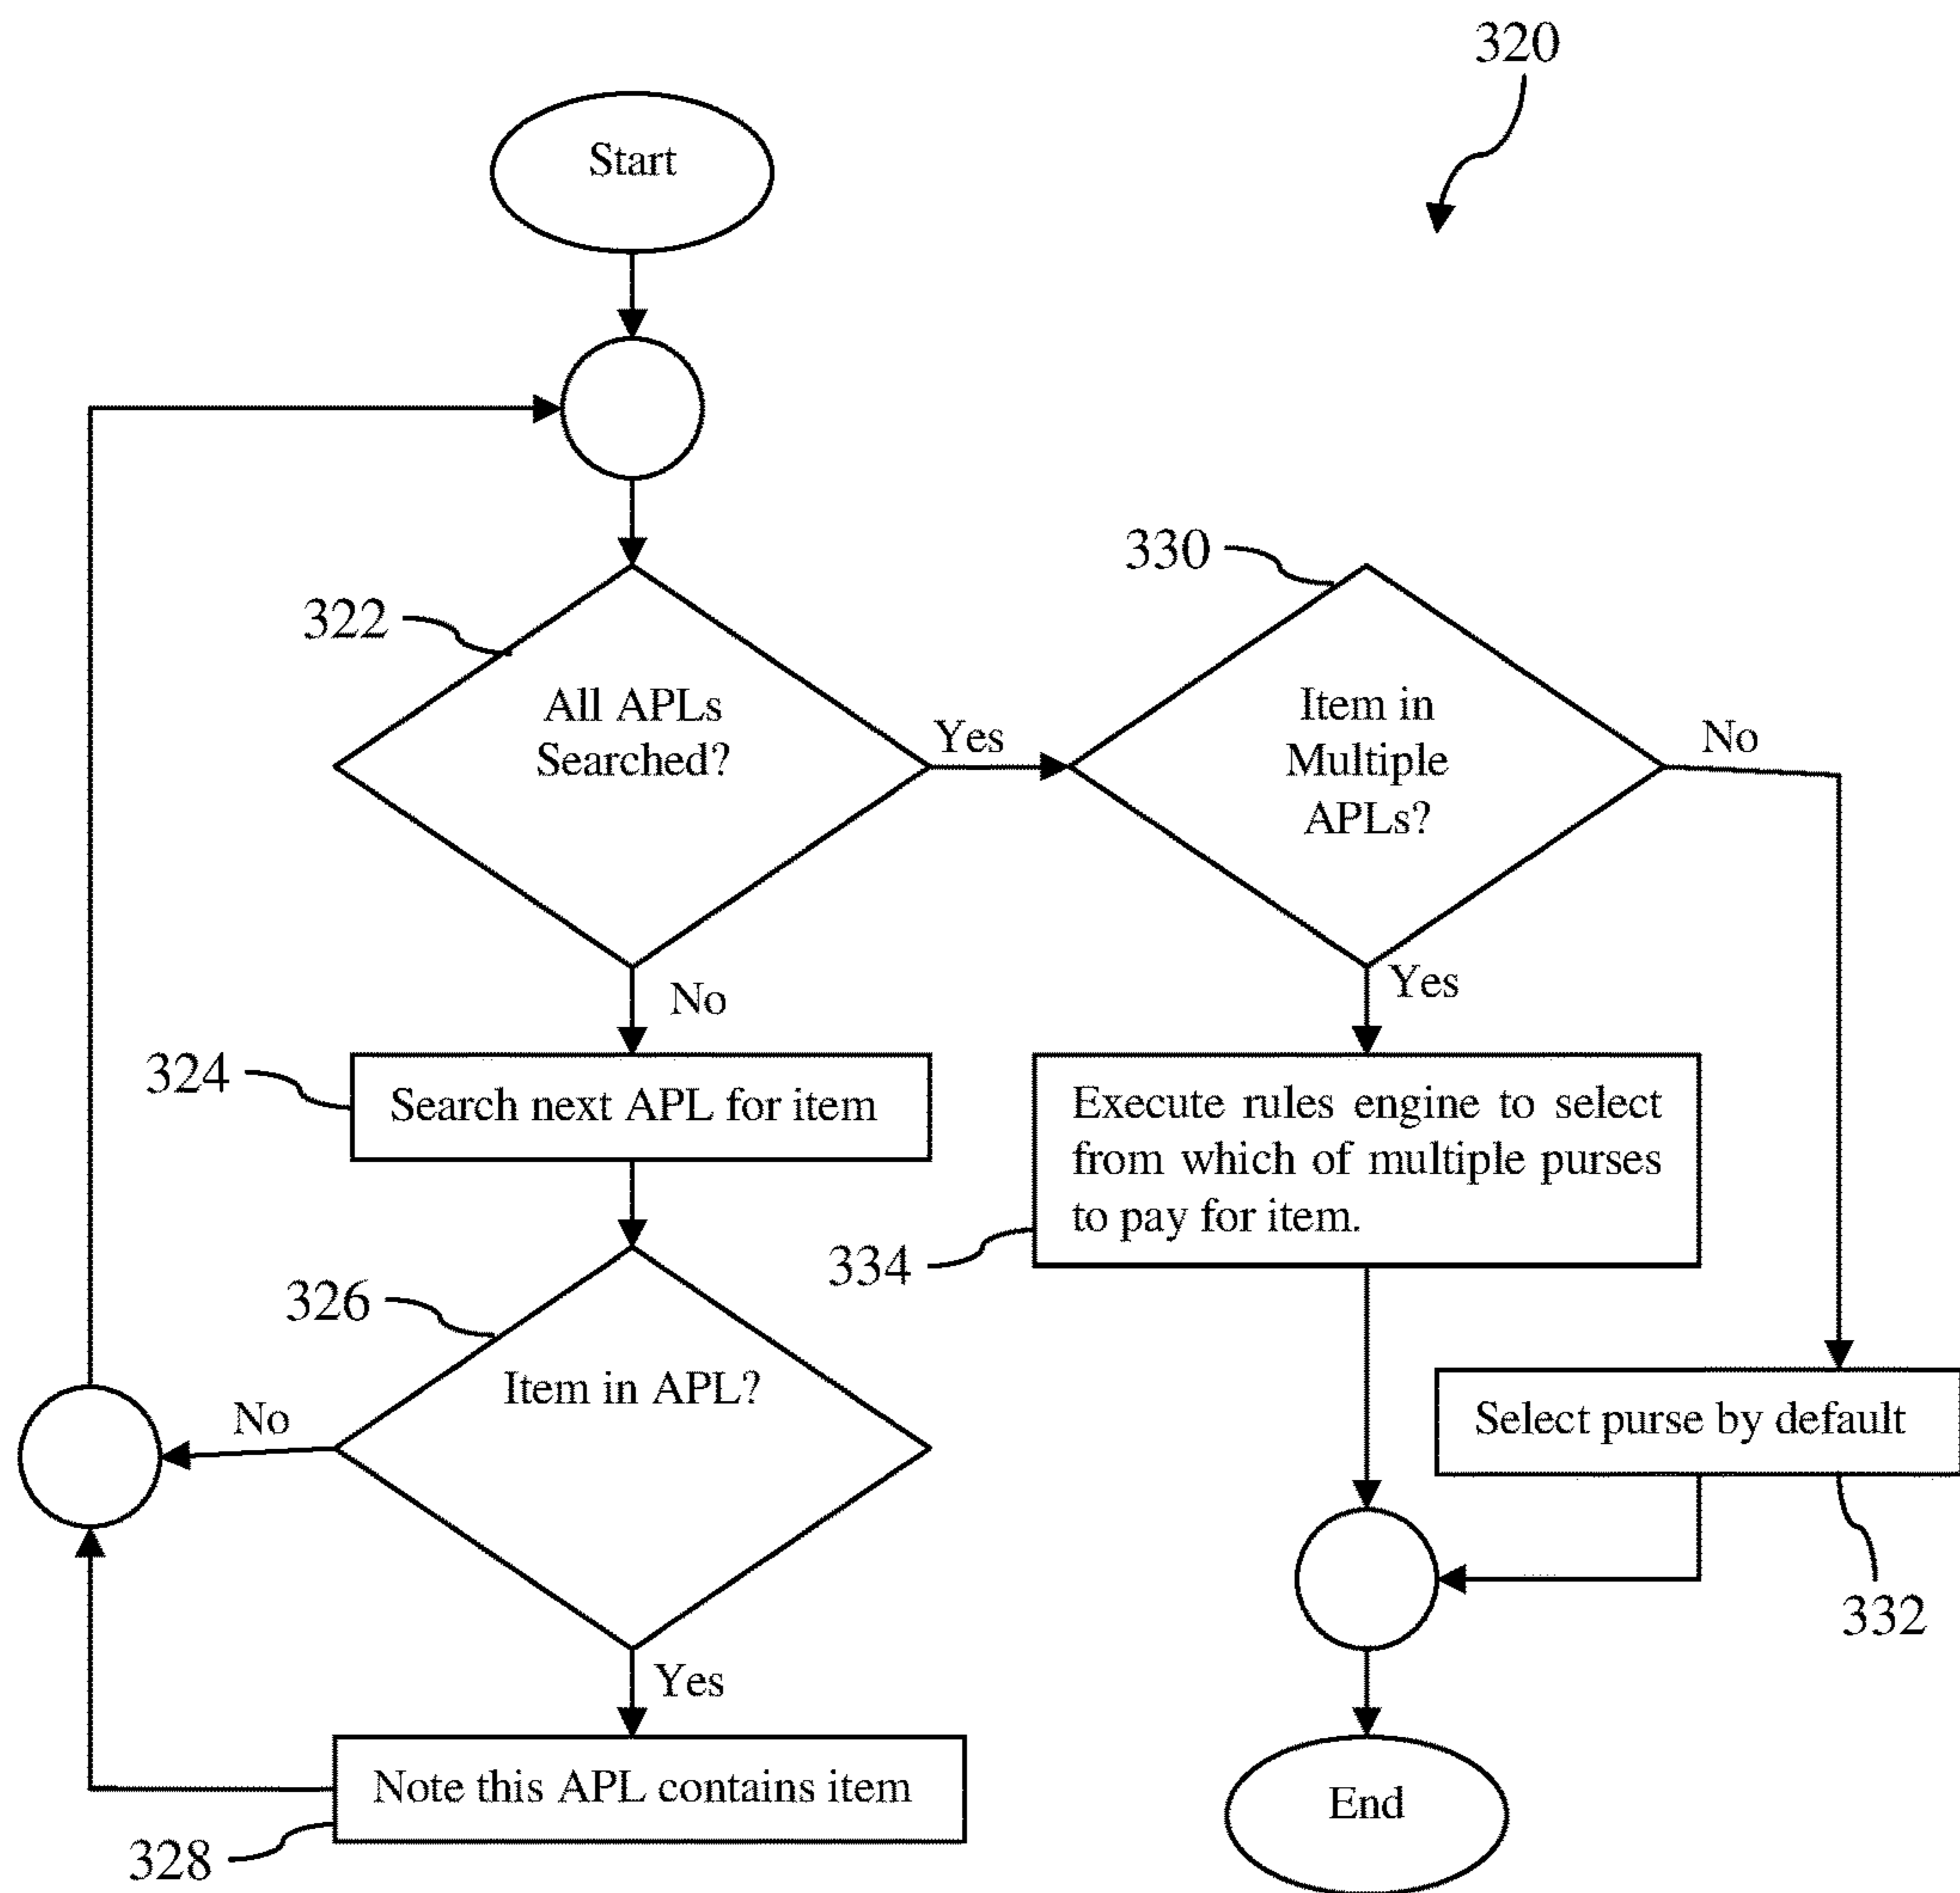 320
Start
322
All APLs
Searched?
Yes
330
Item in
Multiple
APLs?
No
No
Yes
324
Search next APL for item
Execute rules engine to select
from which of multiple purses
to pay for item.
334
326
Item in APL?
No
Select purse by default
332
Yes
Note this APL contains item
328
End